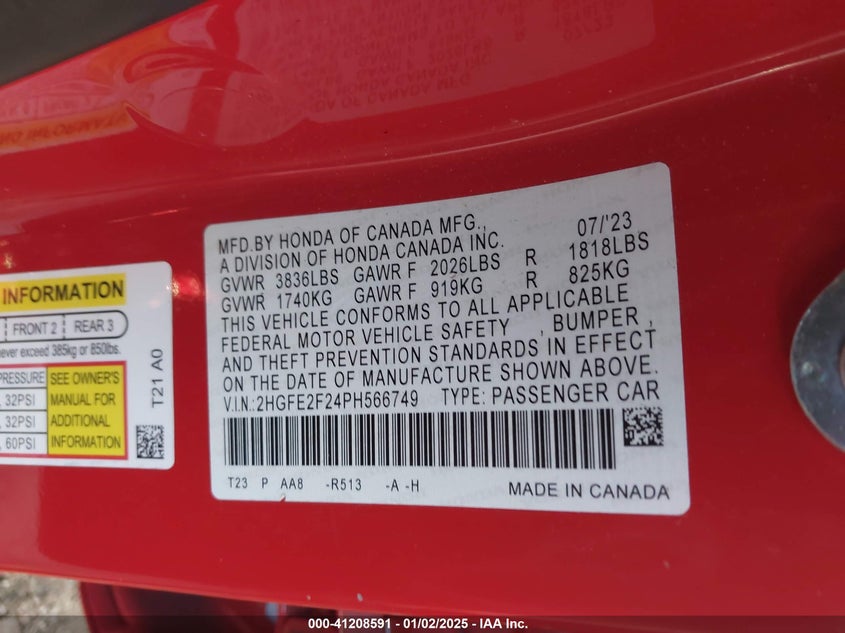 MFD.BY HONDA OF CANADA MFG., 07/'23
A DIVISION OF HONDA CANADA INC.
GVWR 3836LBS GAWR F 2026LBS R 1818LBS
GVWR 1740KG GAWR F 919KG R 825KG
THIS VEHICLE CONFORMS TO ALL APPLICABLE
FEDERAL MOTOR VEHICLE SAFETY , BUMPER ,
AND THEFT PREVENTION STANDARDS IN EFFECT
ON THE DATE OF MANUFACTURE SHOWN ABOVE.
V.I.N:2HGFE2F24PH566749 TYPE: PASSENGER CAR
T23 P AA8 -R513 -A -H
MADE IN CANADA
INFORMATION
FRONT 2 REAR 3
never exceed 385kg or 850lbs.
PRESSURE
32PSI
32PSI
60PSI
SEE OWNER'S
MANUAL FOR
ADDITIONAL
INFORMATION
T21 A0
000-41208591 - 01/02/2025 - IAA Inc.